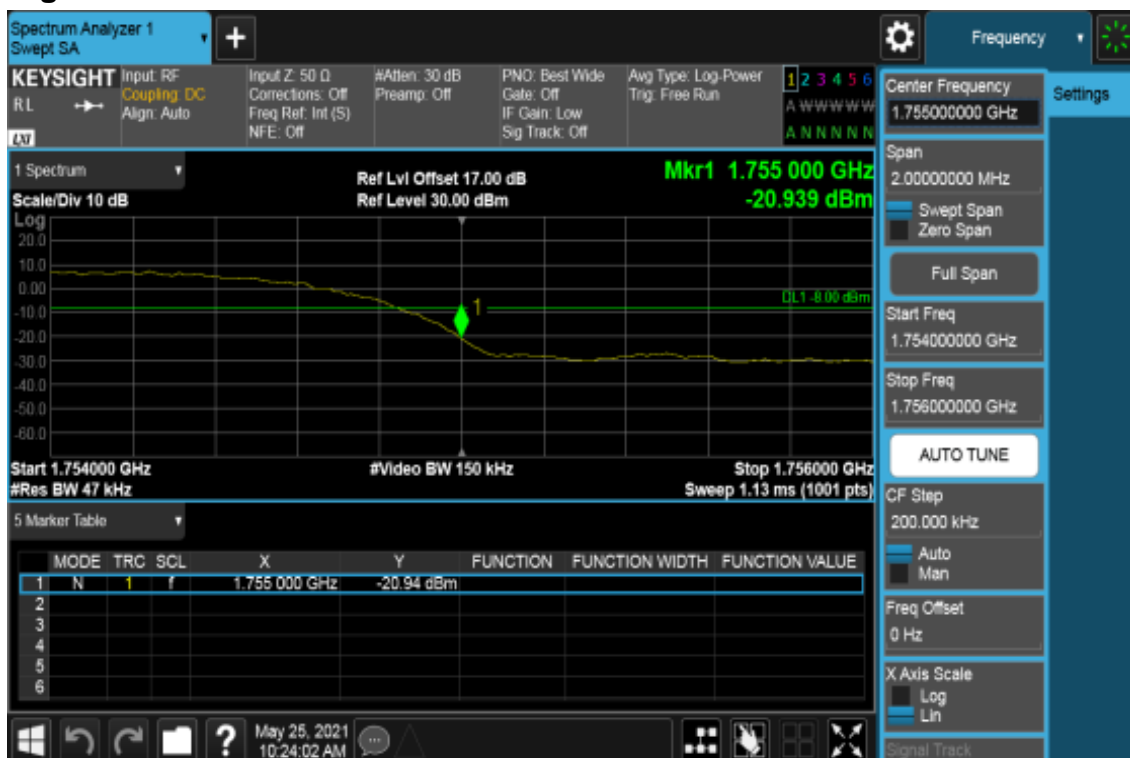 Spectrum Analyzer 1
Swept SA
+
Frequency
KEYSIGHT
RL
LXI
Input: RF
Coupling: DC
Align: Auto
Input Z: 50 Ω
Corrections: Off
Freq Ref: Int (S)
NFE: Off
#Atten: 30 dB
Preamp: Off
PNO: Best Wide
Gate: Off
IF Gain: Low
Sig Track: Off
Avg Type: Log-Power
Trig: Free Run
1 2 3 4 5 6
A W W W W W
A N N N N N
1 Spectrum
Scale/Div 10 dB
Ref Lvl Offset 17.00 dB
Ref Level 30.00 dBm
Mkr1 1.755 000 GHz
-20.939 dBm
Log
20.0
10.0
0.00
-10.0
-20.0
-30.0
-40.0
-50.0
-60.0
1
DL1 -8.00 dBm
Start 1.754000 GHz
#Res BW 47 kHz
#Video BW 150 kHz
Stop 1.756000 GHz
Sweep 1.13 ms (1001 pts)
5 Marker Table
MODE TRC SCL X Y FUNCTION FUNCTION WIDTH FUNCTION VALUE
1 N 1 f 1.755 000 GHz -20.94 dBm
2
3
4
5
6
?
May 25, 2021
10:24:02 AM
Center Frequency
1.755000000 GHz
Settings
Span
2.00000000 MHz
Swept Span
Zero Span
Full Span
Start Freq
1.754000000 GHz
Stop Freq
1.756000000 GHz
AUTO TUNE
CF Step
200.000 kHz
Auto
Man
Freq Offset
0 Hz
X Axis Scale
Log
Lin
Signal Track